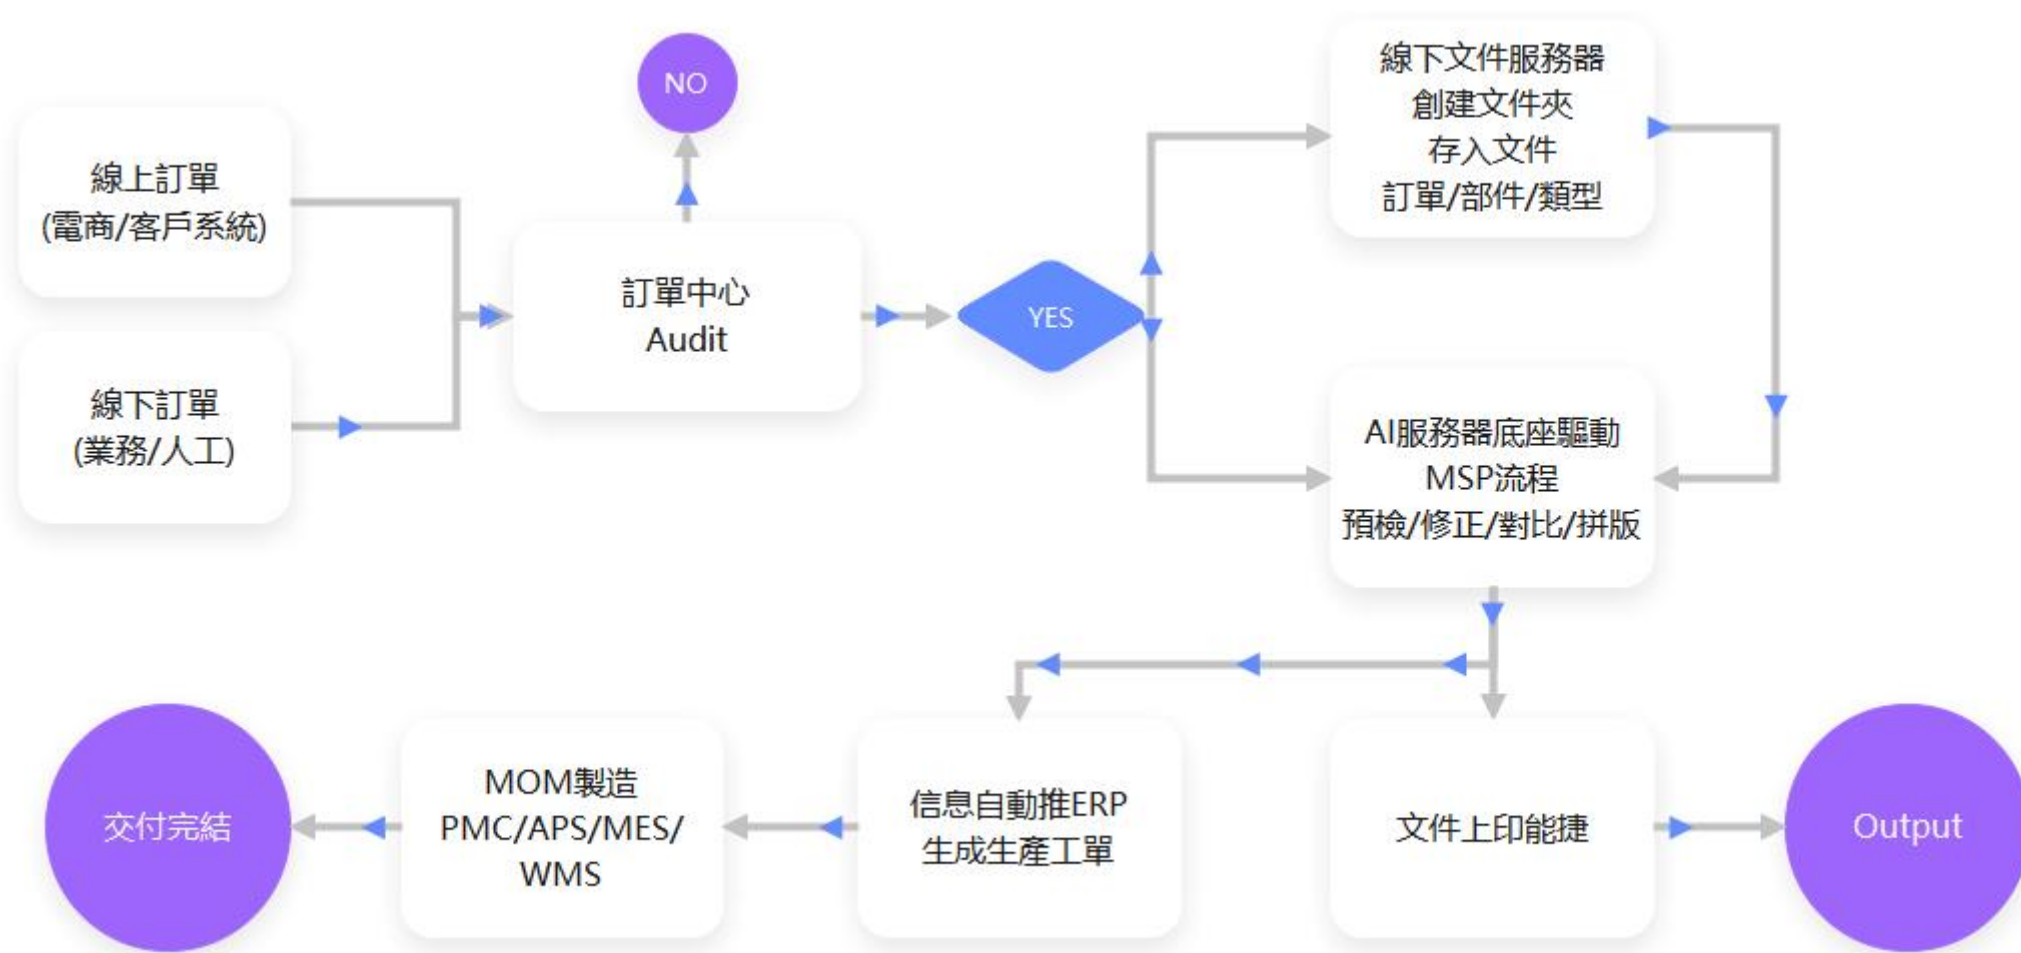 線上訂單
(電商/客戶系統)
線下訂單
(業務/人工)
NO
訂單中心
Audit
YES
線下文件服務器
創建文件夾
存入文件
訂單/部件/類型
AI服務器底座驅動
MSP流程
預檢/修正/對比/拼版
交付完結
MOM製造
PMC/APS/MES/
WMS
信息自動推ERP
生成生產工單
文件上印能捷
Output